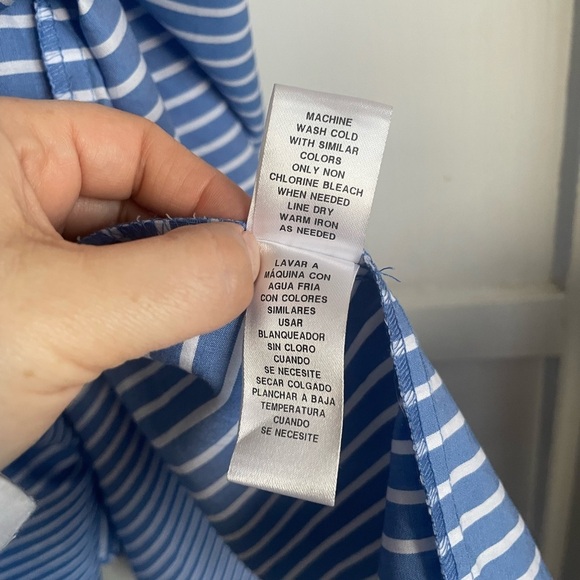 MACHINE
WASH COLD
WITH SIMILAR
COLORS
ONLY NON
CHLORINE BLEACH
WHEN NEEDED
LINE DRY
WARM IRON
AS NEEDED
LAVAR A
MÁQUINA CON
AGUA FRIA
CON COLORES
SIMILARES
USAR
BLANQUEADOR
SIN CLORO
CUANDO
SE NECESITE
SECAR COLGADO
PLANCHAR A BAJA
TEMPERATURA
CUANDO
SE NECESITE